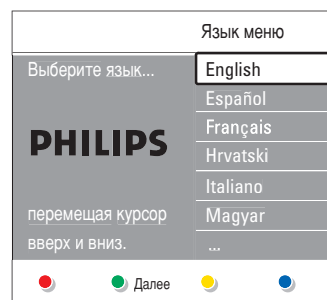 Язык меню
Выберите язык...
PHILIPS
перемещая курсор
вверх и вниз.
English
Español
Français
Hrvatski
Italiano
Magyar
...
Далее